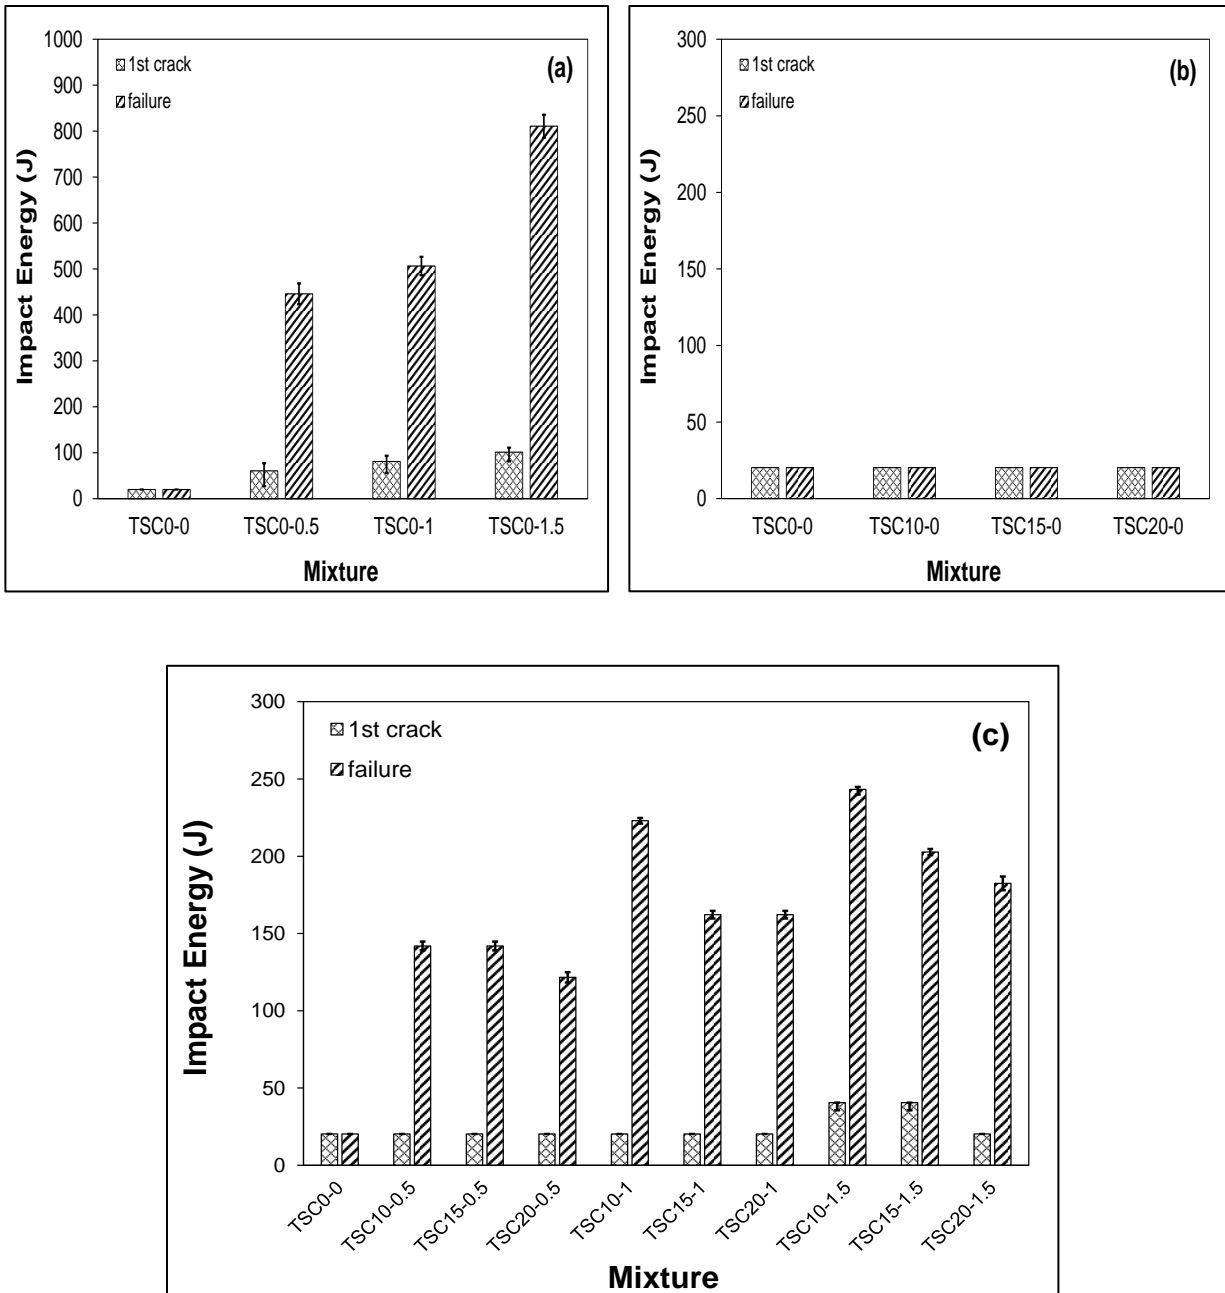 1000
900
800
700
600
500
400
300
200
100
0
Impact Energy (J)
1st crack
failure
(a)
TSC0-0 TSC0-0.5 TSC0-1 TSC0-1.5
Mixture
300
250
200
150
100
50
0
Impact Energy (J)
1st crack
failure
(b)
TSC0-0 TSC10-0 TSC15-0 TSC20-0
Mixture
300
250
200
150
100
50
0
Impact Energy (J)
1st crack
failure
(c)
TSC0-0
TSC10-0.5
TSC15-0.5
TSC20-0.5
TSC10-1
TSC15-1
TSC20-1
TSC10-1.5
TSC15-1.5
TSC20-1.5
Mixture